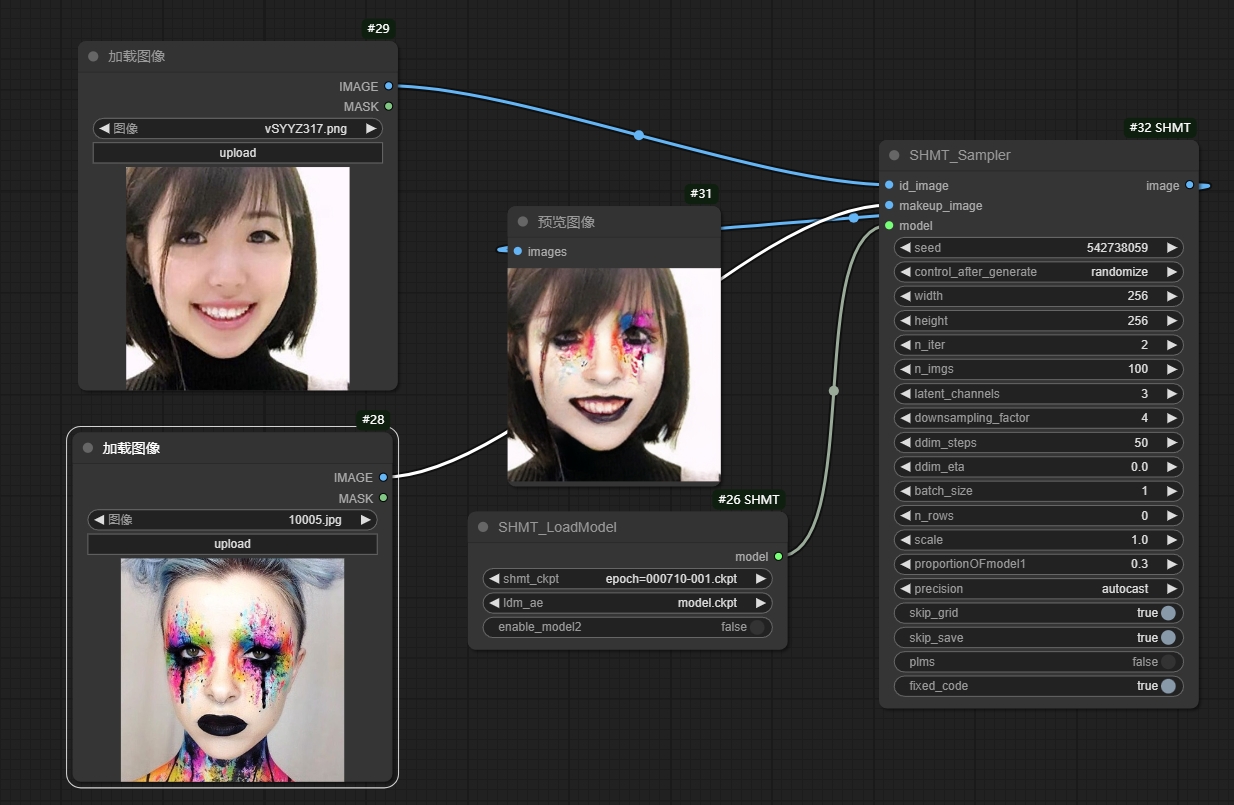 #29
加载图像
IMAGE
MASK
图像 vSYYZ317.png
upload
#28
加载图像
IMAGE
MASK
图像 10005.jpg
upload
#31
预览图像
images
#26 SHMT
SHMT_LoadModel
model
shmt_ckpt epoch=000710-001.ckpt
ldm_ae model.ckpt
enable_model2 false
#32 SHMT
SHMT_Sampler
id_image image
makeup_image
model
seed 542738059
control_after_generate randomize
width 256
height 256
n_iter 2
n_imgs 100
latent_channels 3
downsampling_factor 4
ddim_steps 50
ddim_eta 0.0
batch_size 1
n_rows 0
scale 1.0
proportionOFmodel1 0.3
precision autocast
skip_grid true
skip_save true
plms false
fixed_code true